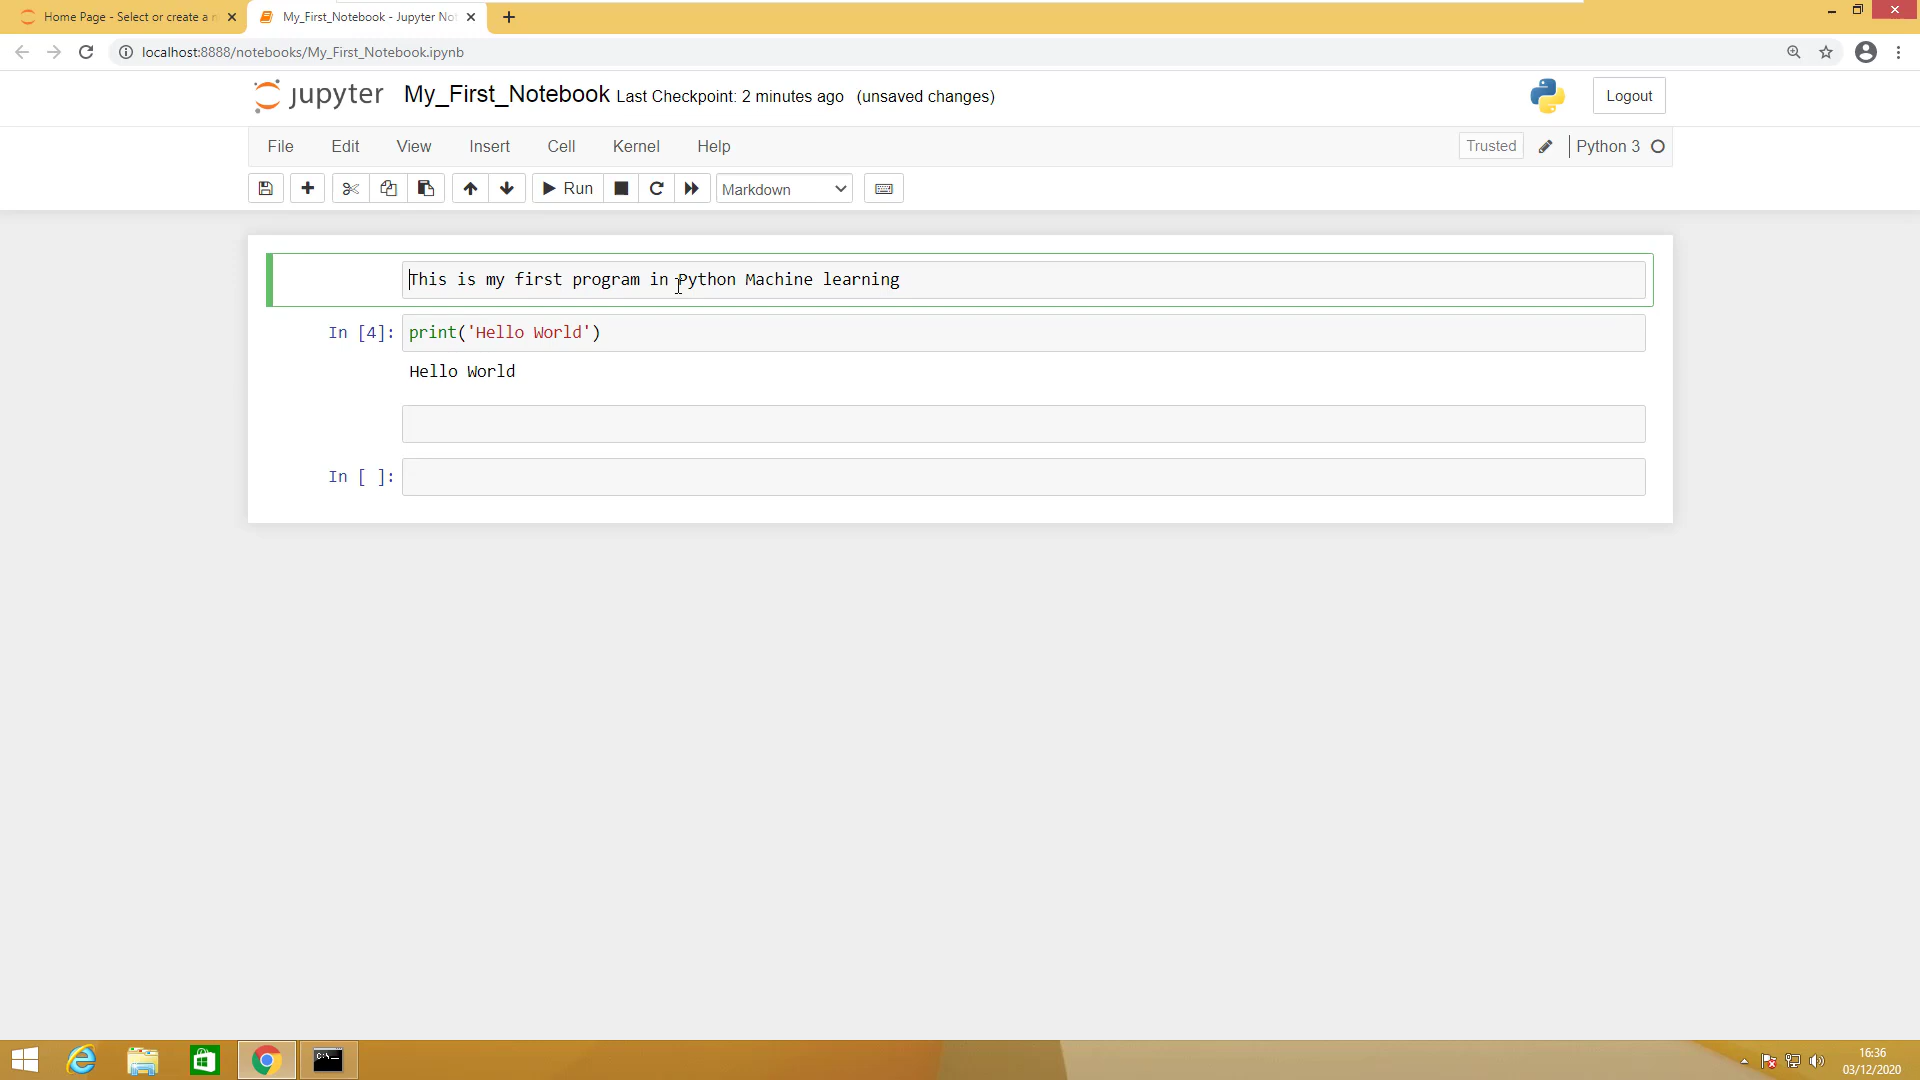 Home Page - Select or create a n
My_First_Notebook - Jupyter Not
localhost:8888/notebooks/My_First_Notebook.ipynb
jupyter My_First_Notebook Last Checkpoint: 2 minutes ago (unsaved changes)
Logout
File Edit View Insert Cell Kernel Help
Trusted Python 3
Run Markdown
This is my first program in Python Machine learning
In [4]: print('Hello World')
Hello World
In [ ]:
C:\_
16:36
03/12/2020